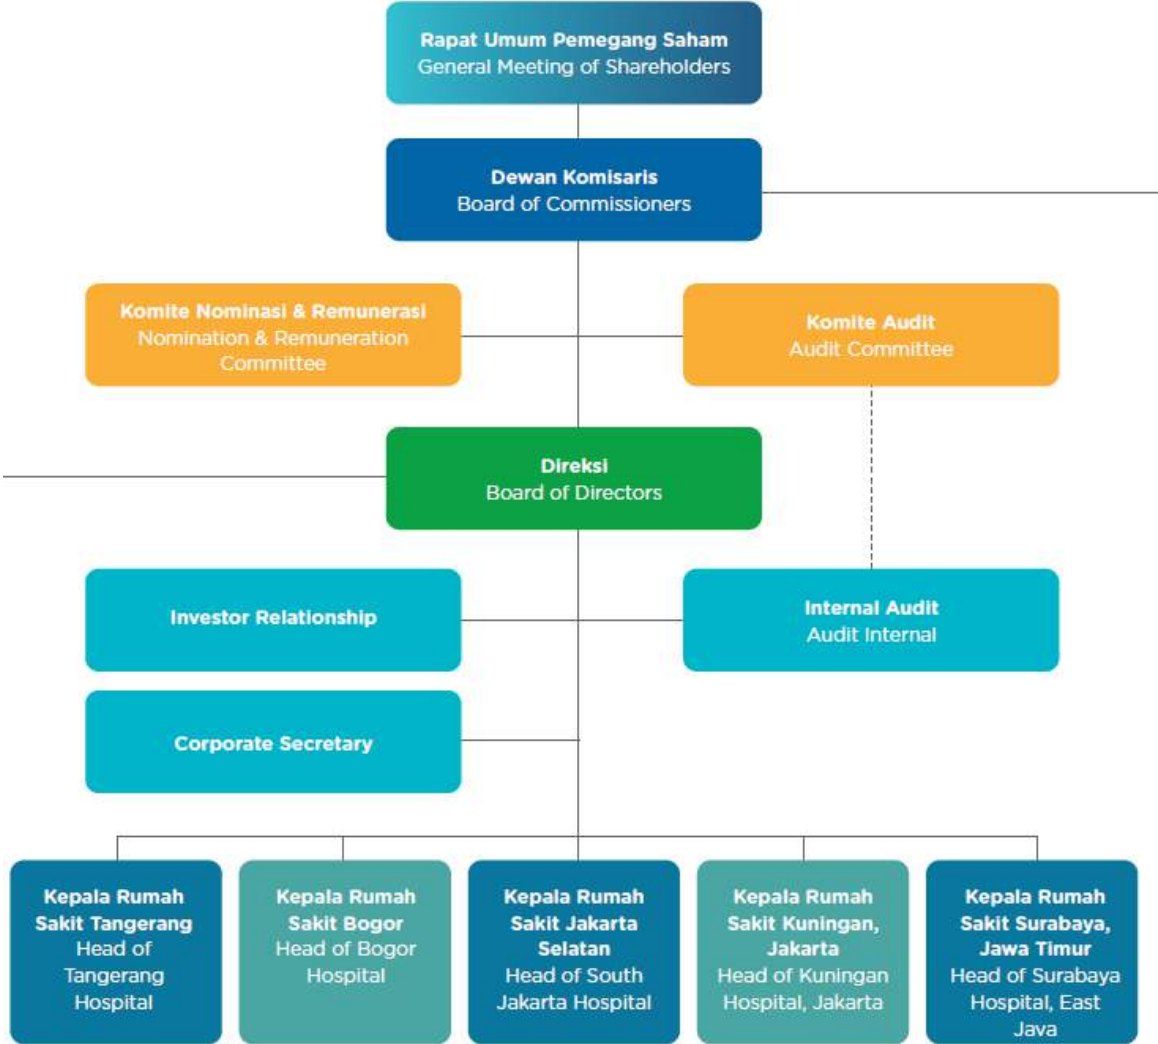 Rapat Umum Pemegang Saham
General Meeting of Shareholders
Dewan Komisaris
Board of Commissioners
Komite Nominasi & Remunerasi
Nomination & Remuneration
Committee
Komite Audit
Audit Committee
Direksi
Board of Directors
Investor Relationship
Internal Audit
Audit Internal
Corporate Secretary
Kepala Rumah
Sakit Tangerang
Head of
Tangerang
Hospital
Kepala Rumah
Sakit Bogor
Head of Bogor
Hospital
Kepala Rumah
Sakit Jakarta
Selatan
Head of South
Jakarta Hospital
Kepala Rumah
Sakit Kuningan,
Jakarta
Head of Kuningan
Hospital, Jakarta
Kepala Rumah
Sakit Surabaya,
Jawa Timur
Head of Surabaya
Hospital, East
Java